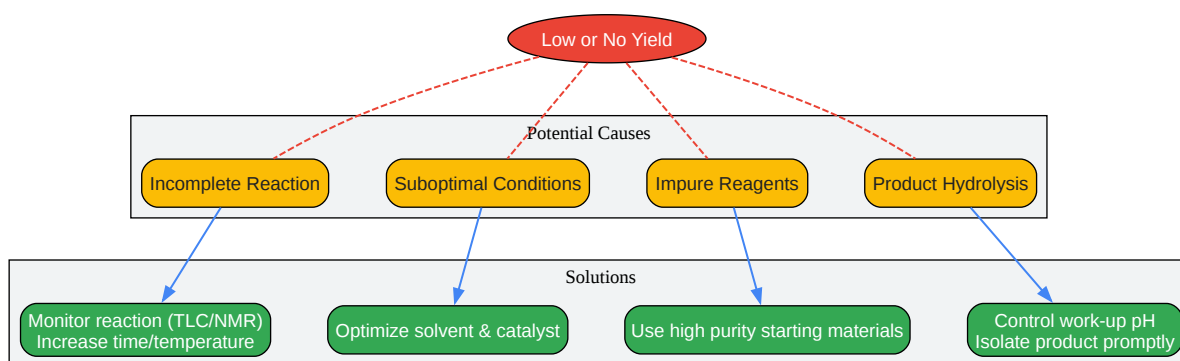 Low or No Yield
Potential Causes
Incomplete Reaction
Suboptimal Conditions
Impure Reagents
Product Hydrolysis
Solutions
Monitor reaction (TLC/NMR)
Increase time/temperature
Optimize solvent & catalyst
Use high purity starting materials
Control work-up pH
Isolate product promptly